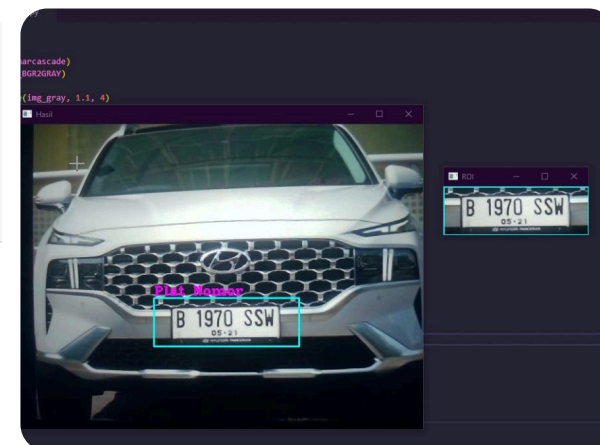 arcascade)
BGR2GRAY)
(img_gray, 1.1, 4)
Hasil
Plat Nomor
B 1970 SSW
05-21
ROI
B 1970 SSW
05-21